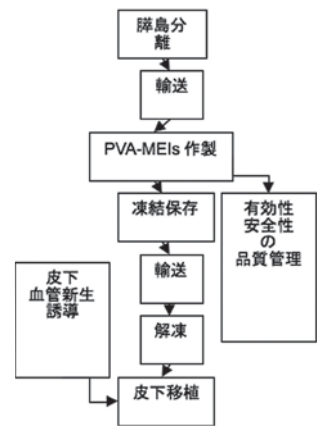 膵島分
離
輸送
PVA-MEIs 作製
凍結保存
有効性
安全性
の
品質管理
輸送
皮下
血管新生
誘導
解凍
皮下移植